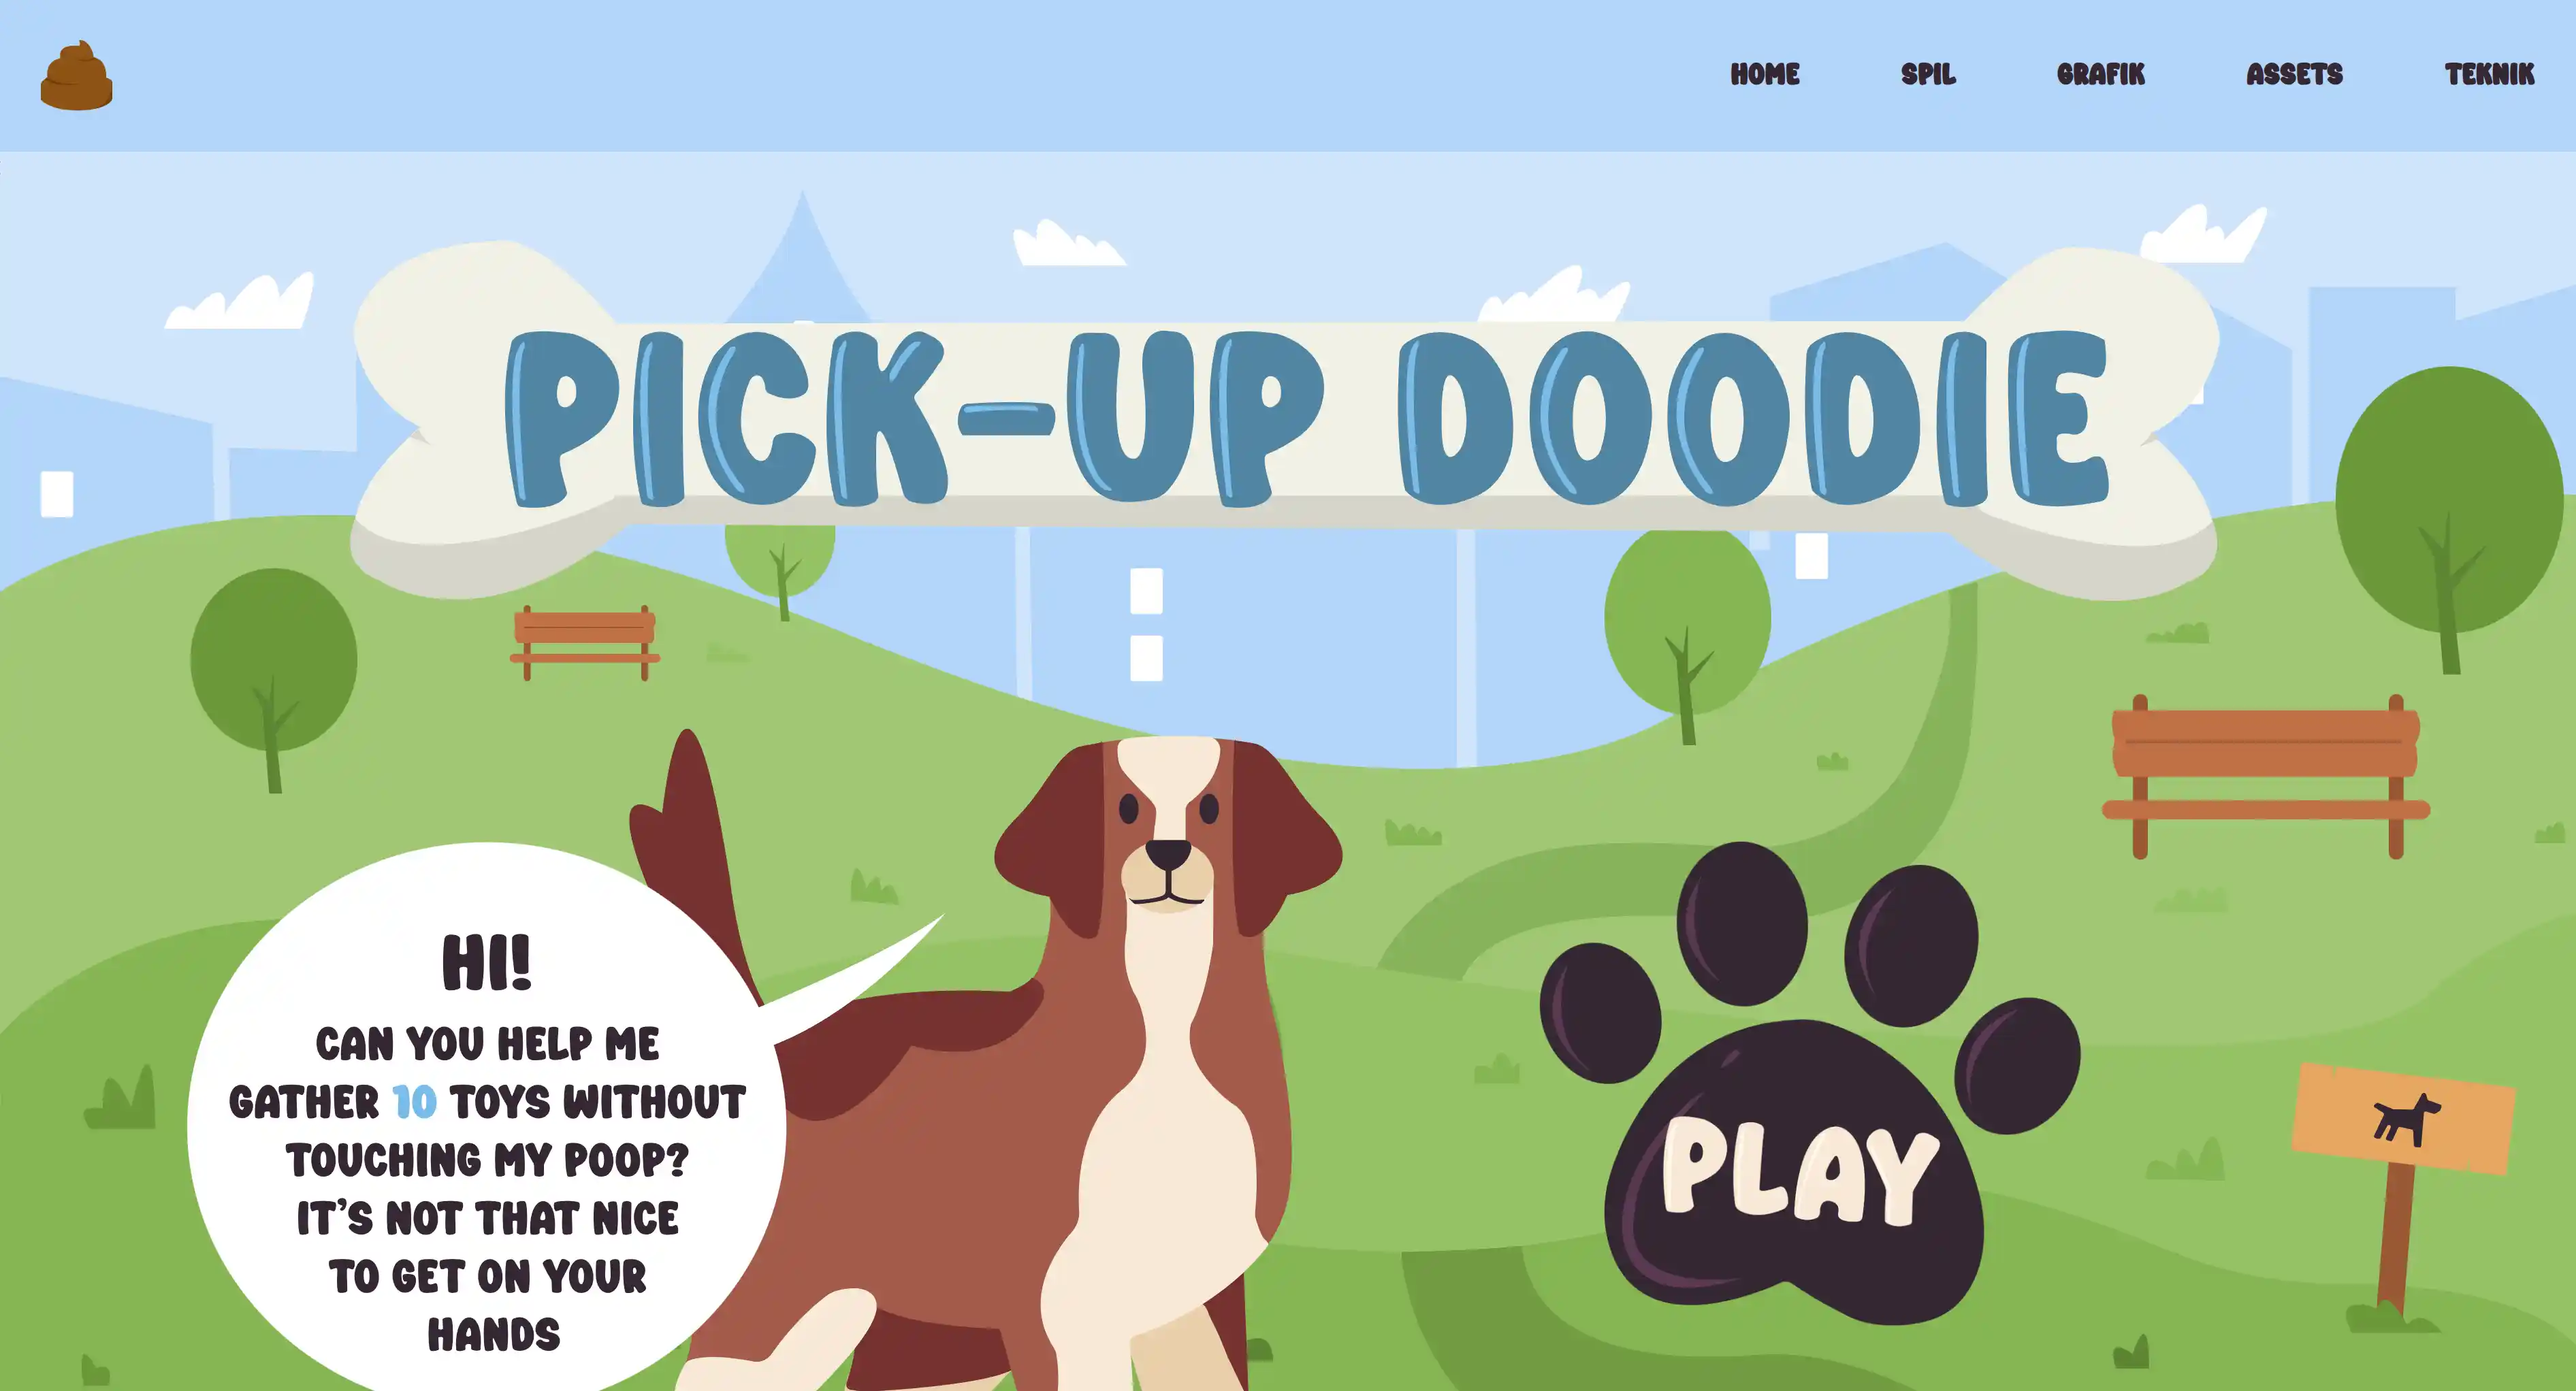 HOME SPIL GRAFIK ASSETS TEKNIK
PICK-UP DOODIE
HI!
CAN YOU HELP ME
GATHER 10 TOYS WITHOUT
TOUCHING MY POOP?
IT'S NOT THAT NICE
TO GET ON YOUR
HANDS
PLAY